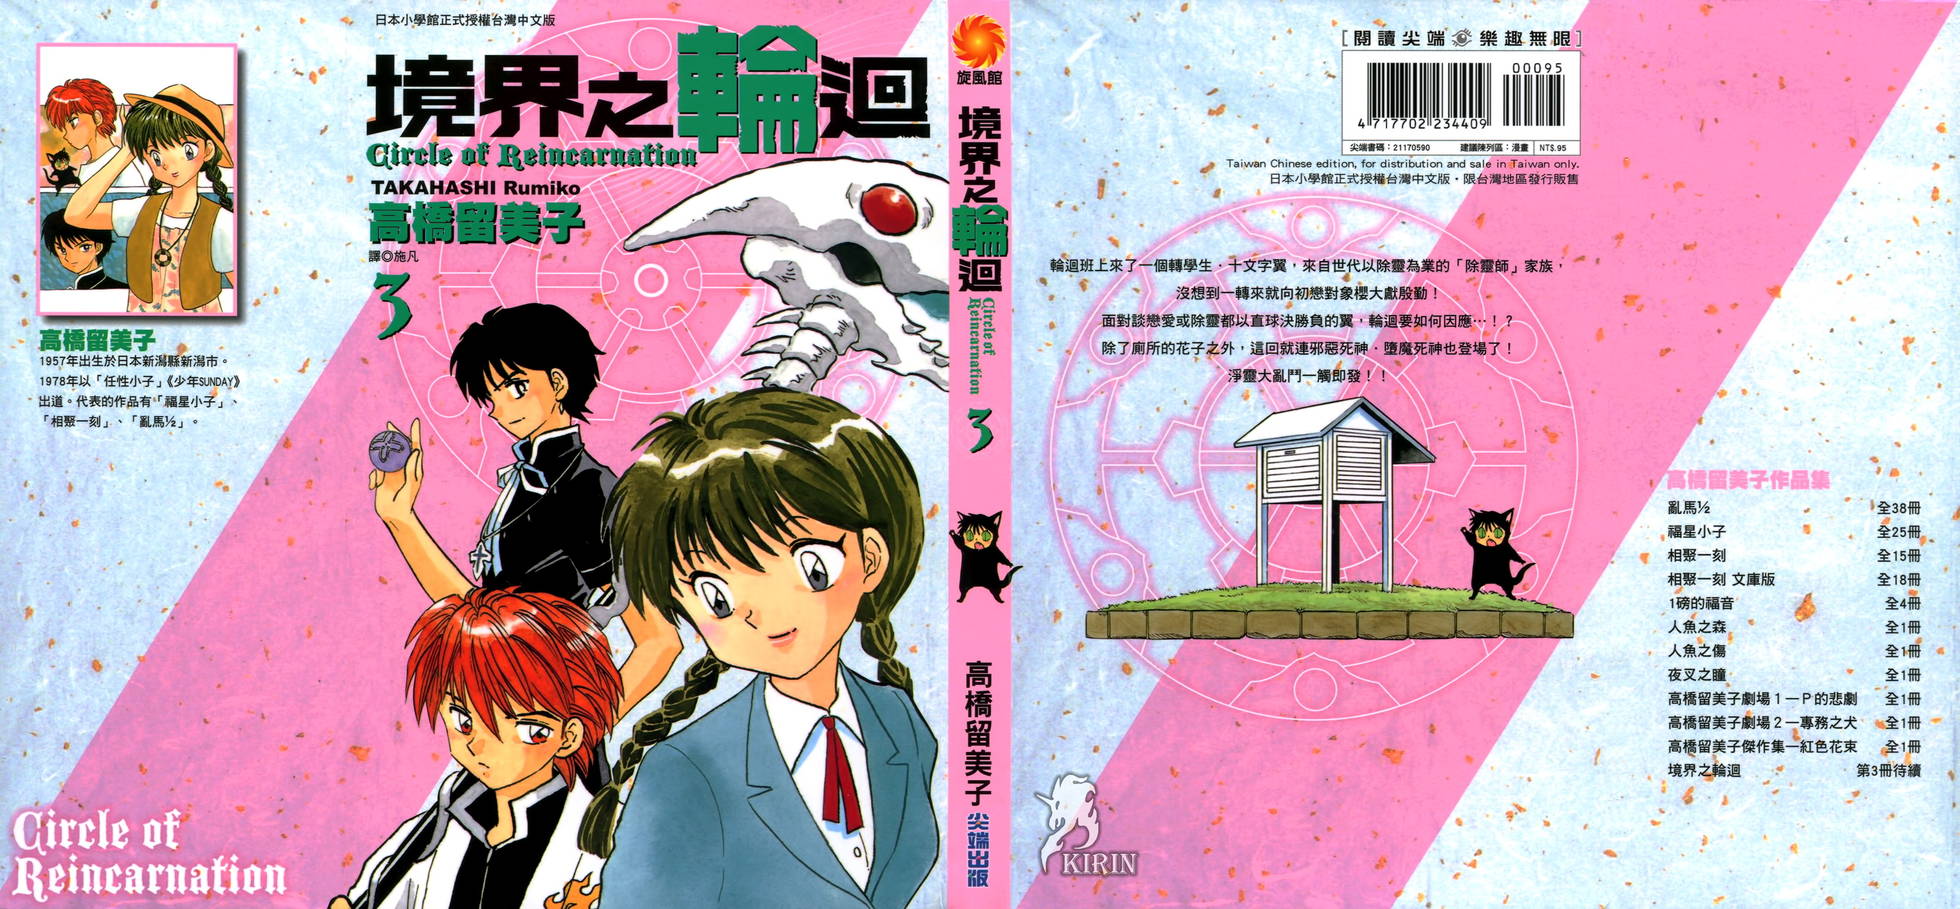 日本小學館正式授權台灣中文版
境界之輪迴
Circle of Reincarnation
TAKAHASHI Rumiko
高橋留美子
譯◎施凡
3
高橋留美子
1957年出生於日本新潟縣新潟市。
1978年以「任性小子」《少年SUNDAY》
出道。代表的作品有「福星小子」、
「相聚一刻」、「亂馬½」。
Circle of
Reincarnation
旋風館
境界之輪迴
Circle of
Reincarnation
3
高橋留美子
尖端出版
[閱讀尖端 樂趣無限]
00095
4 717702 234409
尖端書碼：21170590 建議陳列區：漫畫 NT$.95
Taiwan Chinese edition, for distribution and sale in Taiwan only.
日本小學館正式授權台灣中文版・限台灣地區發行販售
輪迴班上來了一個轉學生．十文字翼，來自世代以除靈為業的「除靈師」家族，
沒想到一轉來就向初戀對象櫻大獻殷勤！
面對談戀愛或除靈都以直球決勝負的翼，輪迴要如何因應…！？
除了廁所的花子之外，這回就連邪惡死神．墮魔死神也登場了！
淨靈大亂鬥一觸即發！！
KIRIN
高橋留美子作品集
亂馬½ 全38冊
福星小子 全25冊
相聚一刻 全15冊
相聚一刻 文庫版 全18冊
1磅的福音 全4冊
人魚之森 全1冊
人魚之傷 全1冊
夜叉之瞳 全1冊
高橋留美子劇場1—P的悲劇 全1冊
高橋留美子劇場2—專務之犬 全1冊
高橋留美子傑作集—紅色花束 全1冊
境界之輪迴 第3冊待續